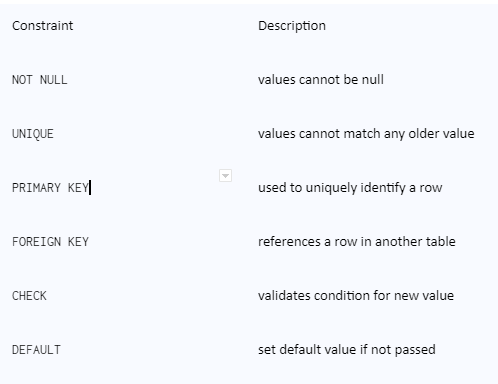 Constraint Description
NOT NULL values cannot be null
UNIQUE values cannot match any older value
PRIMARY KEY used to uniquely identify a row
FOREIGN KEY references a row in another table
CHECK validates condition for new value
DEFAULT set default value if not passed